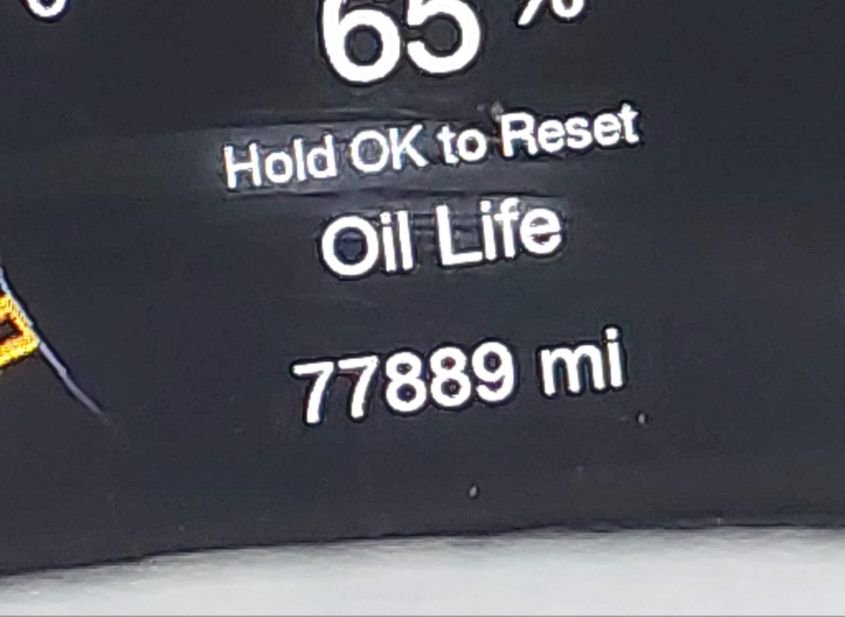 65 %
Hold OK to Reset
Oil Life
77889 mi